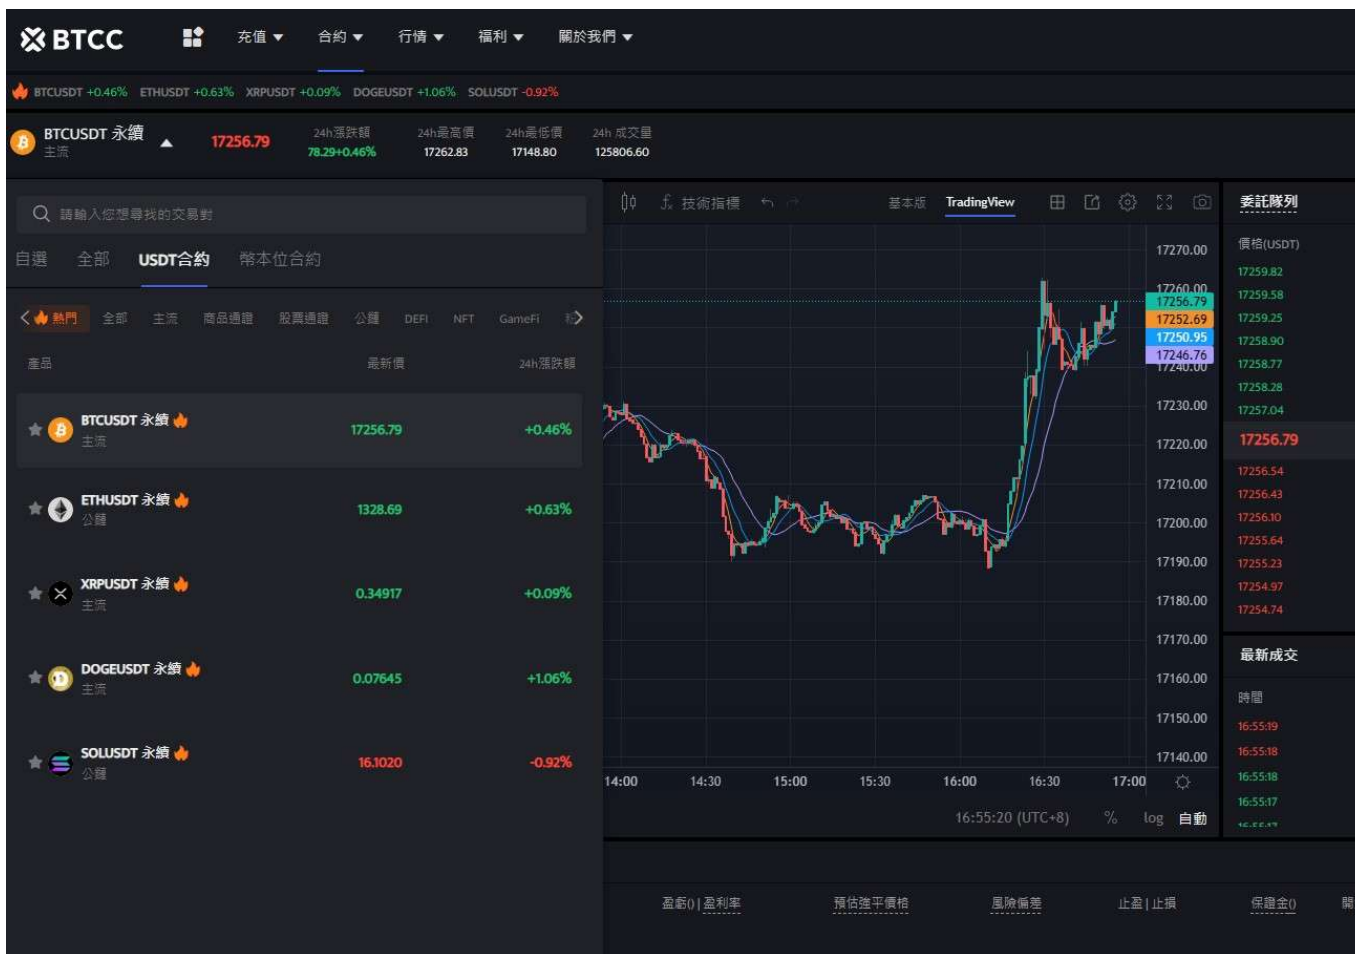 BTCC 充值 合約 行情 福利 關於我們
BTCUSDT +0.46% ETHUSDT +0.63% XRPUSDT +0.09% DOGEUSDT +1.06% SOLUSDT -0.92%
BTCUSDT 永續 17256.79 24h漲跌額 24h最高價 24h最低價 24h 成交量
主流 78.29+0.46% 17262.83 17148.80 125806.60
請輸入您想尋找的交易對
自選 全部 USDT合約 幣本位合約
熱門 全部 主流 商品通證 股票通證 公鏈 DEFI NFT GameFi
產品 最新價 24h漲跌額
BTCUSDT 永續 17256.79 +0.46%
主流
ETHUSDT 永續 1328.69 +0.63%
公鏈
XRPUSDT 永續 0.34917 +0.09%
主流
DOGEUSDT 永續 0.07645 +1.06%
主流
SOLUSDT 永續 16.1020 -0.92%
公鏈
fx 技術指標 基本版 TradingView
17270.00
17260.00
17256.79
17252.69
17250.95
17246.76
17240.00
17230.00
17220.00
17210.00
17200.00
17190.00
17180.00
17170.00
17160.00
17150.00
17140.00
14:00 14:30 15:00 15:30 16:00 16:30 17:00
16:55:20 (UTC+8) % log 自動
委託隊列
價格(USDT)
17259.82
17259.58
17259.25
17258.90
17258.77
17258.28
17257.04
17256.79
17256.54
17256.43
17256.10
17255.64
17255.23
17254.97
17254.74
最新成交
時間
16:55:19
16:55:18
16:55:18
16:55:17
16:55:17
盈虧()|盈利率 預估強平價格 風險偏差 止盈|止損 保證金() 開